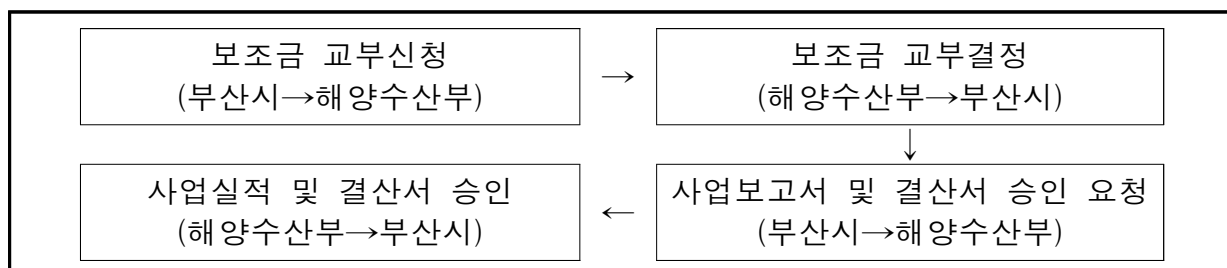 보조금 교부신청
(부산시→해양수산부)
→
보조금 교부결정
(해양수산부→부산시)
↓
사업실적 및 결산서 승인
(해양수산부→부산시)
←
사업보고서 및 결산서 승인 요청
(부산시→해양수산부)